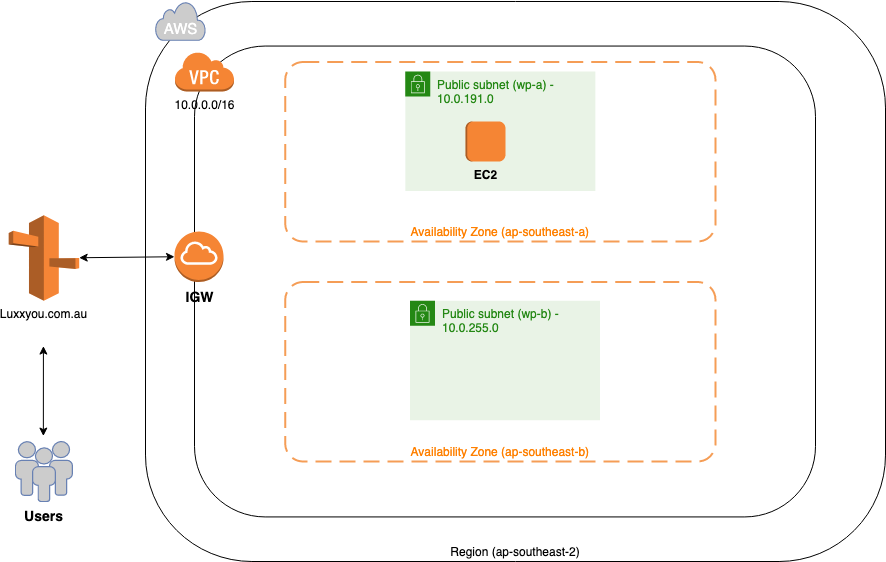 AWS
VPC
10.0.0.0/16
Public subnet (wp-a) -
10.0.191.0
EC2
Availability Zone (ap-southeast-a)
IGW
Luxxyou.com.au
Public subnet (wp-b) -
10.0.255.0
Availability Zone (ap-southeast-b)
Users
Region (ap-southeast-2)